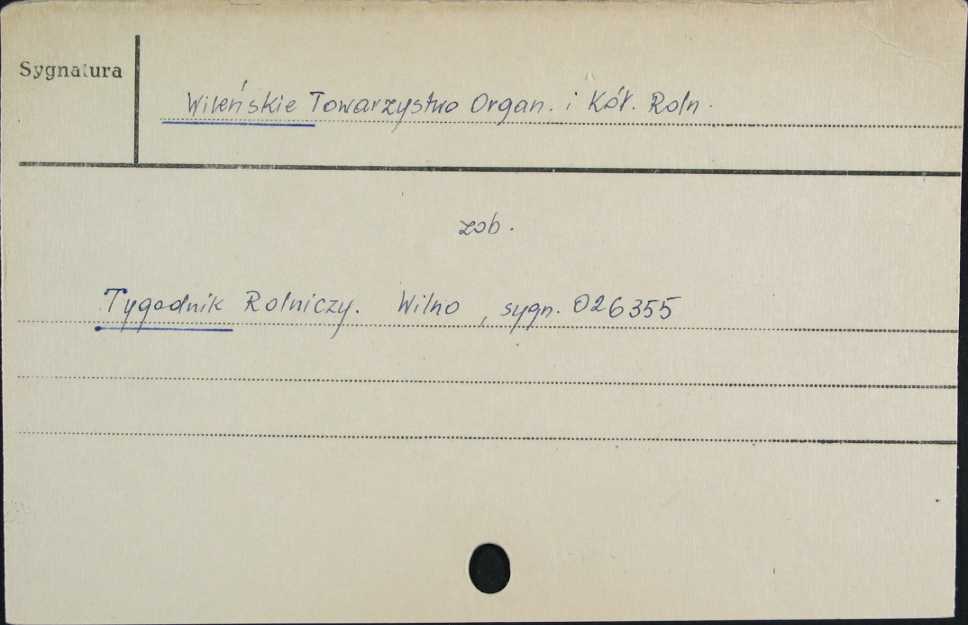 Sygnatura
Wileńskie Towarzystwo Organ. i Kół. Roln.
zob.
Tygodnik Rolniczy. Wilno, sygn. 026355